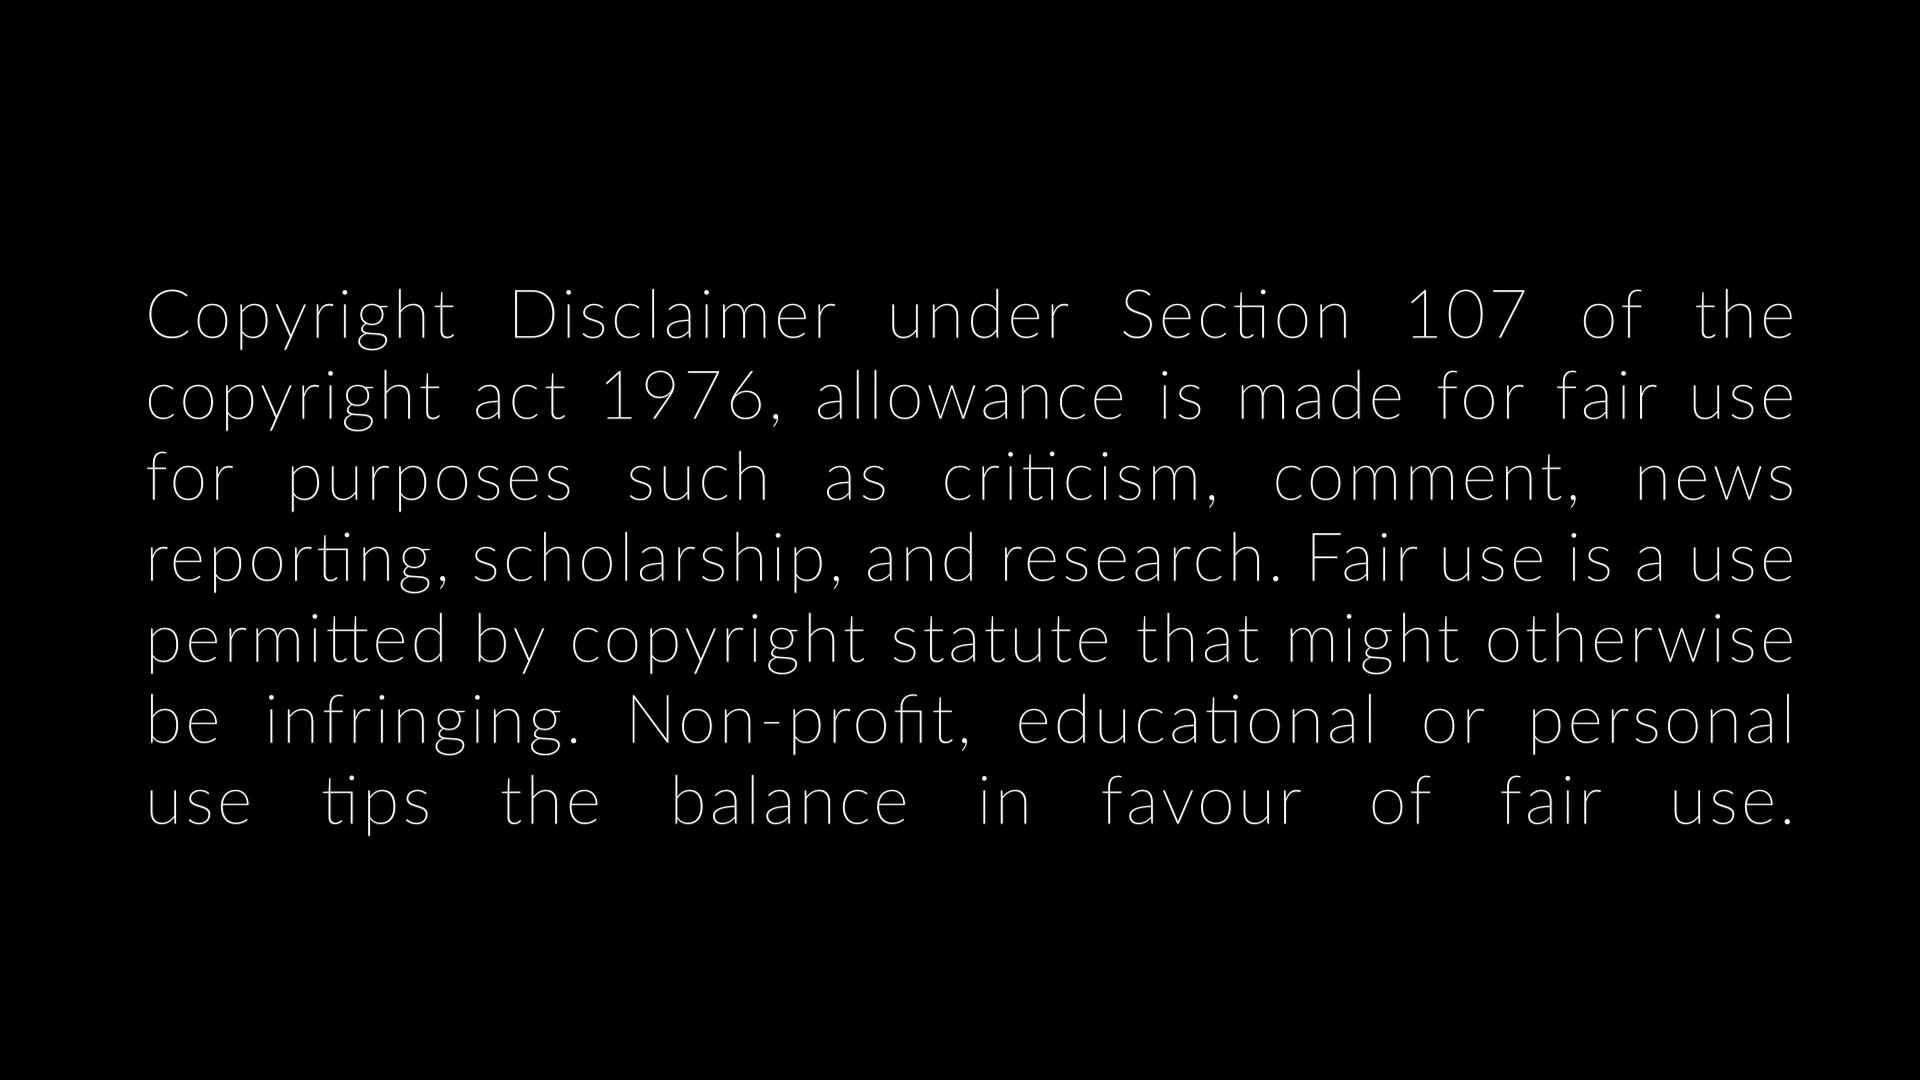 Copyright Disclaimer under Section 107 of the
copyright act 1976, allowance is made for fair use
for purposes such as criticism, comment, news
reporting, scholarship, and research. Fair use is a use
permitted by copyright statute that might otherwise
be infringing. Non-profit, educational or personal
use tips the balance in favour of fair use.